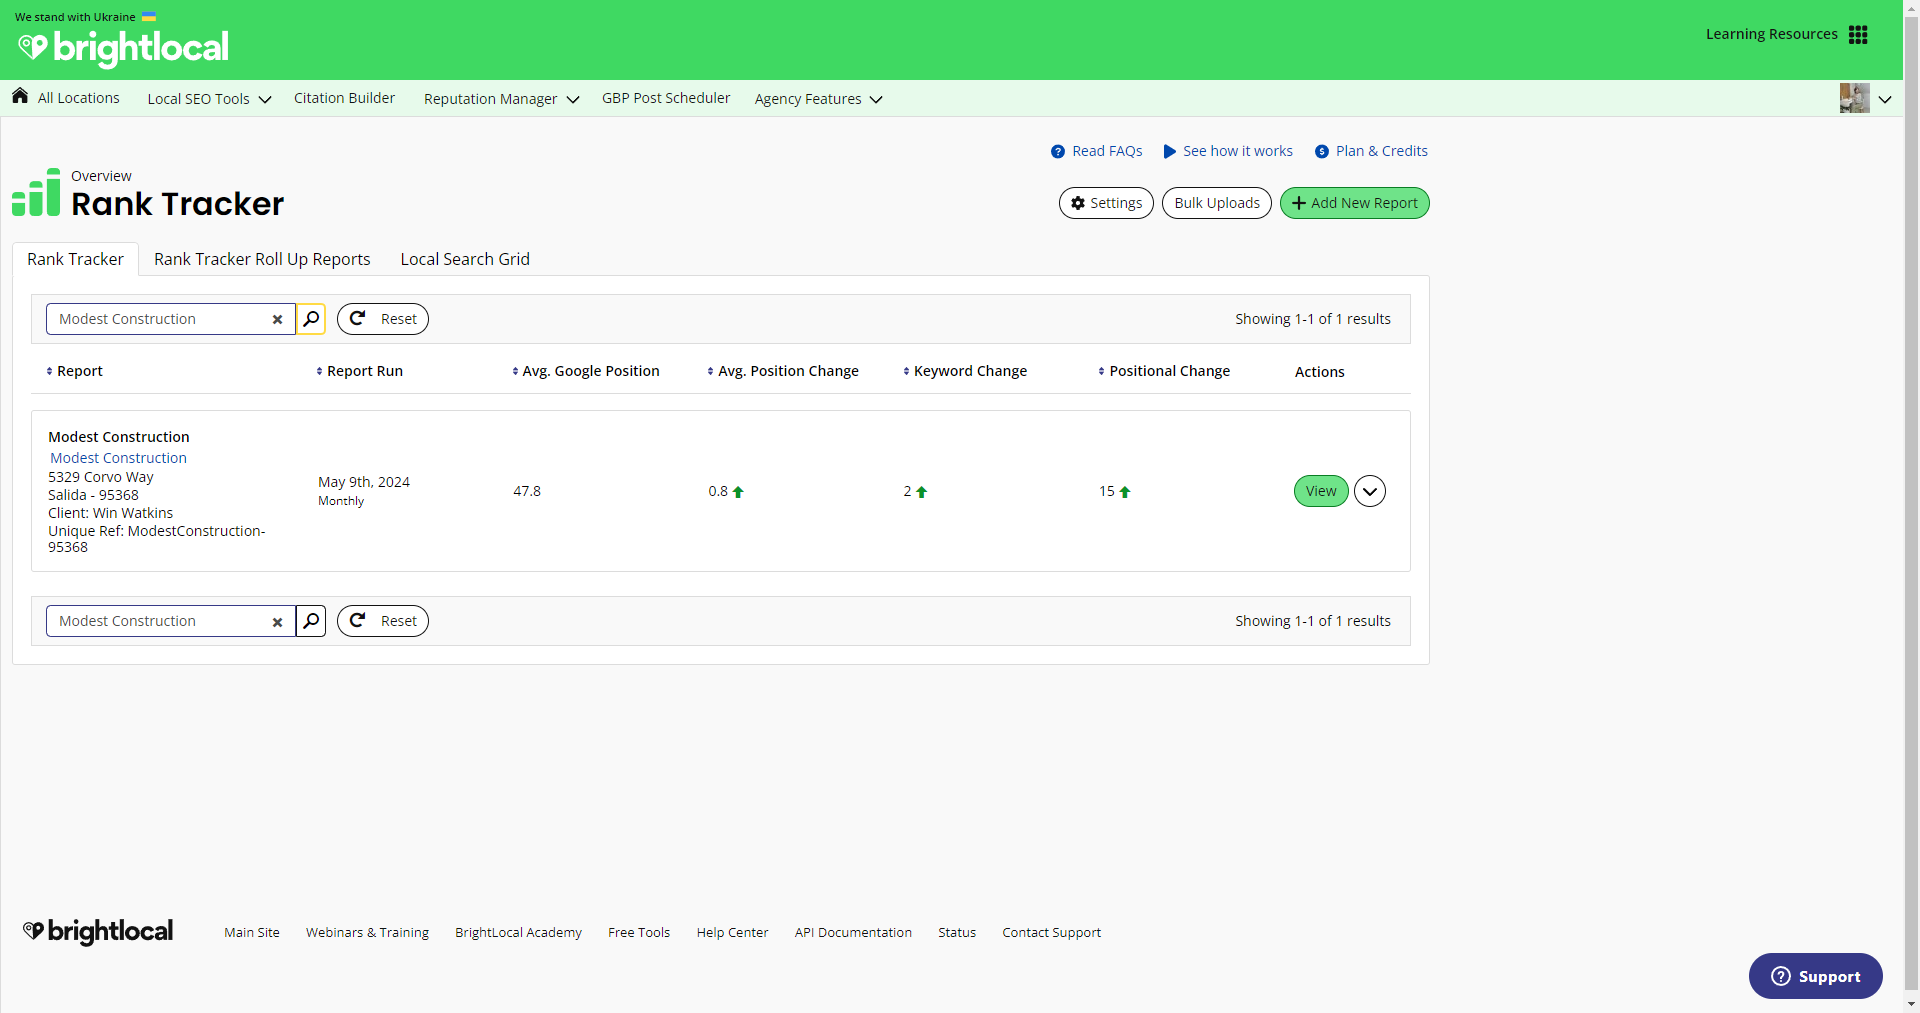 We stand with Ukraine
brightlocal
Learning Resources
All Locations
Local SEO Tools
Citation Builder
Reputation Manager
GBP Post Scheduler
Agency Features
Read FAQs
See how it works
Plan & Credits
Overview
Rank Tracker
Settings
Bulk Uploads
Add New Report
Rank Tracker
Rank Tracker Roll Up Reports
Local Search Grid
Modest Construction
Reset
Showing 1-1 of 1 results
Report
Report Run
Avg. Google Position
Avg. Position Change
Keyword Change
Positional Change
Actions
Modest Construction
Modest Construction
5329 Corvo Way
Salida - 95368
Client: Win Watkins
Unique Ref: ModestConstruction-
95368
May 9th, 2024
Monthly
47.8
0.8
2
15
View
Modest Construction
Reset
Showing 1-1 of 1 results
brightlocal
Main Site
Webinars & Training
BrightLocal Academy
Free Tools
Help Center
API Documentation
Status
Contact Support
Support